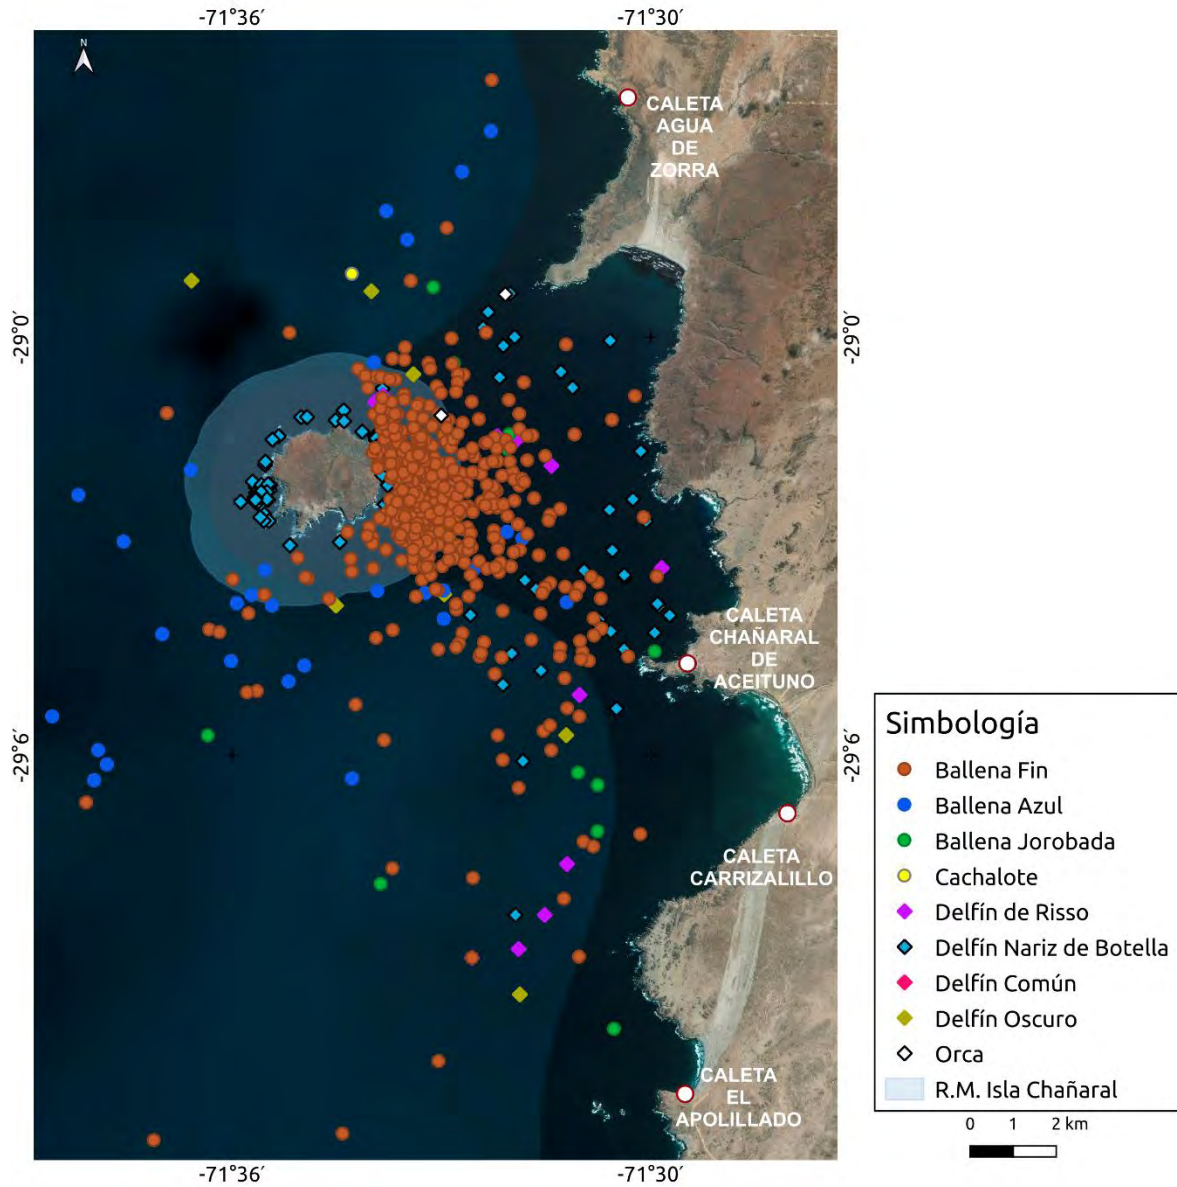 -71°36′
-71°30′
N
CALETA
AGUA
DE
ZORRA
-29°0′
-29°0′
CALETA
CHAÑARAL
DE
ACEITUNO
-29°6′
-29°6′
CALETA
CARRIZALILLO
CALETA
EL
APOLILLADO
-71°36′
-71°30′
Simbología
Ballena Fin
Ballena Azul
Ballena Jorobada
Cachalote
Delfín de Risso
Delfín Nariz de Botella
Delfín Común
Delfín Oscuro
Orca
R.M. Isla Chañaral
0 1 2 km